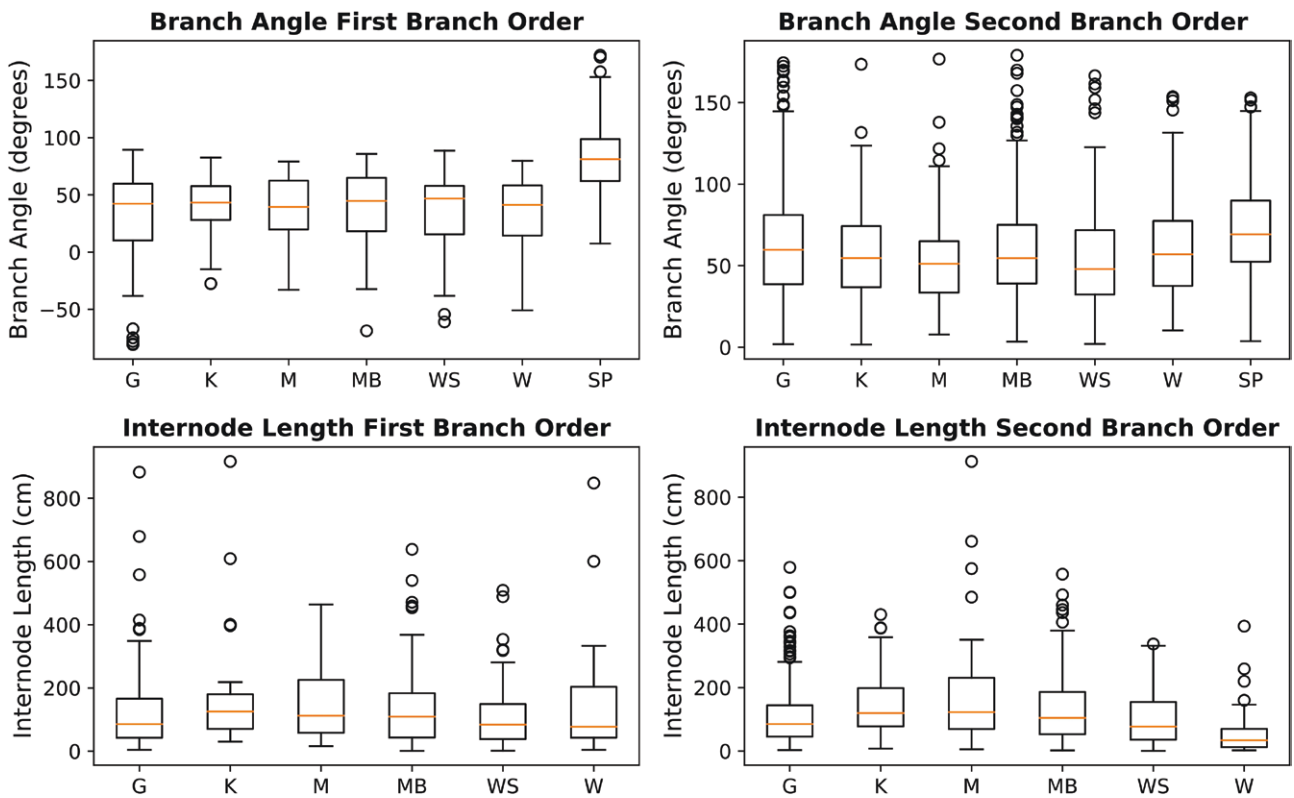 Branch Angle First Branch Order
Branch Angle (degrees)
150
100
50
0
−50
G K M MB WS W SP
Branch Angle Second Branch Order
Branch Angle (degrees)
150
100
50
0
G K M MB WS W SP
Internode Length First Branch Order
Internode Length (cm)
800
600
400
200
0
G K M MB WS W
Internode Length Second Branch Order
Internode Length (cm)
800
600
400
200
0
G K M MB WS W